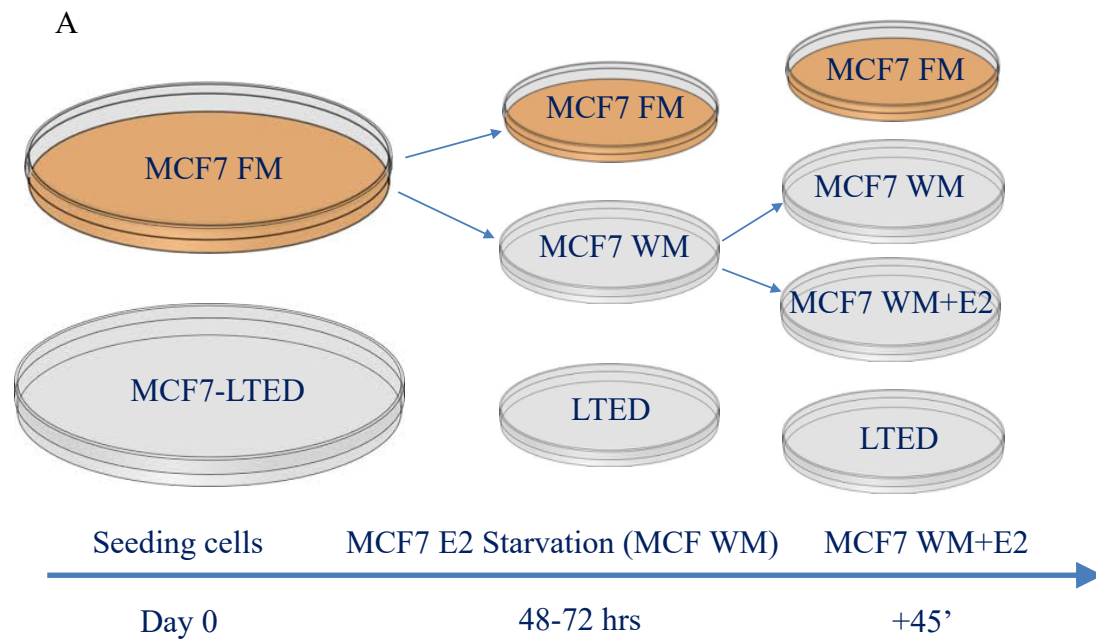 A
MCF7 FM
MCF7 FM
MCF7 FM
MCF7 WM
MCF7 WM
MCF7 WM+E2
MCF7-LTED
LTED
LTED
Seeding cells
MCF7 E2 Starvation (MCF WM)
MCF7 WM+E2
Day 0
48-72 hrs
+45’